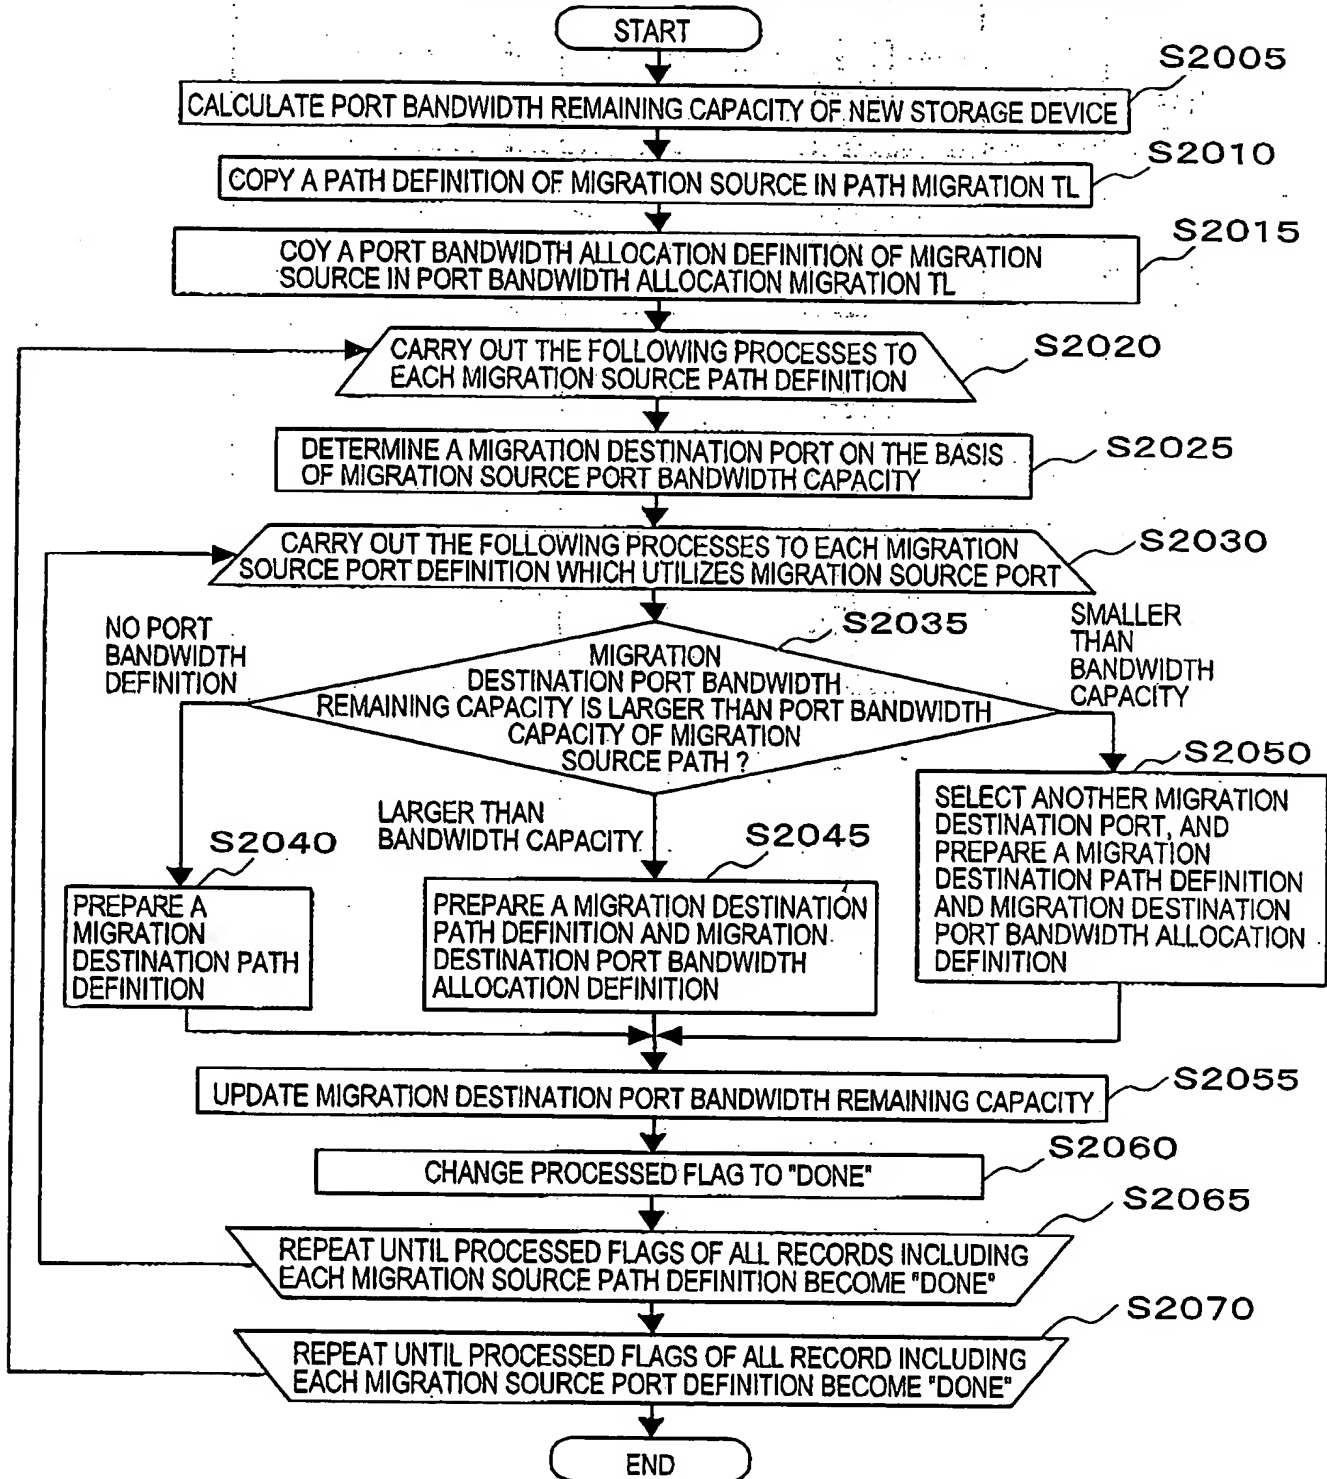 START
S2005
CALCULATE PORT BANDWIDTH REMAINING CAPACITY OF NEW STORAGE DEVICE
S2010
COPY A PATH DEFINITION OF MIGRATION SOURCE IN PATH MIGRATION TL
S2015
COY A PORT BANDWIDTH ALLOCATION DEFINITION OF MIGRATION
SOURCE IN PORT BANDWIDTH ALLOCATION MIGRATION TL
S2020
CARRY OUT THE FOLLOWING PROCESSES TO
EACH MIGRATION SOURCE PATH DEFINITION
S2025
DETERMINE A MIGRATION DESTINATION PORT ON THE BASIS
OF MIGRATION SOURCE PORT BANDWIDTH CAPACITY
S2030
CARRY OUT THE FOLLOWING PROCESSES TO EACH MIGRATION
SOURCE PORT DEFINITION WHICH UTILIZES MIGRATION SOURCE PORT
S2035
MIGRATION
DESTINATION PORT BANDWIDTH
REMAINING CAPACITY IS LARGER THAN PORT BANDWIDTH
CAPACITY OF MIGRATION
SOURCE PATH ?
NO PORT
BANDWIDTH
DEFINITION
SMALLER
THAN
BANDWIDTH
CAPACITY
LARGER THAN
BANDWIDTH CAPACITY
S2040
PREPARE A
MIGRATION
DESTINATION PATH
DEFINITION
S2045
PREPARE A MIGRATION DESTINATION
PATH DEFINITION AND MIGRATION
DESTINATION PORT BANDWIDTH
ALLOCATION DEFINITION
S2050
SELECT ANOTHER MIGRATION
DESTINATION PORT, AND
PREPARE A MIGRATION
DESTINATION PATH DEFINITION
AND MIGRATION DESTINATION
PORT BANDWIDTH ALLOCATION
DEFINITION
S2055
UPDATE MIGRATION DESTINATION PORT BANDWIDTH REMAINING CAPACITY
S2060
CHANGE PROCESSED FLAG TO "DONE"
S2065
REPEAT UNTIL PROCESSED FLAGS OF ALL RECORDS INCLUDING
EACH MIGRATION SOURCE PATH DEFINITION BECOME "DONE"
S2070
REPEAT UNTIL PROCESSED FLAGS OF ALL RECORD INCLUDING
EACH MIGRATION SOURCE PORT DEFINITION BECOME "DONE"
END